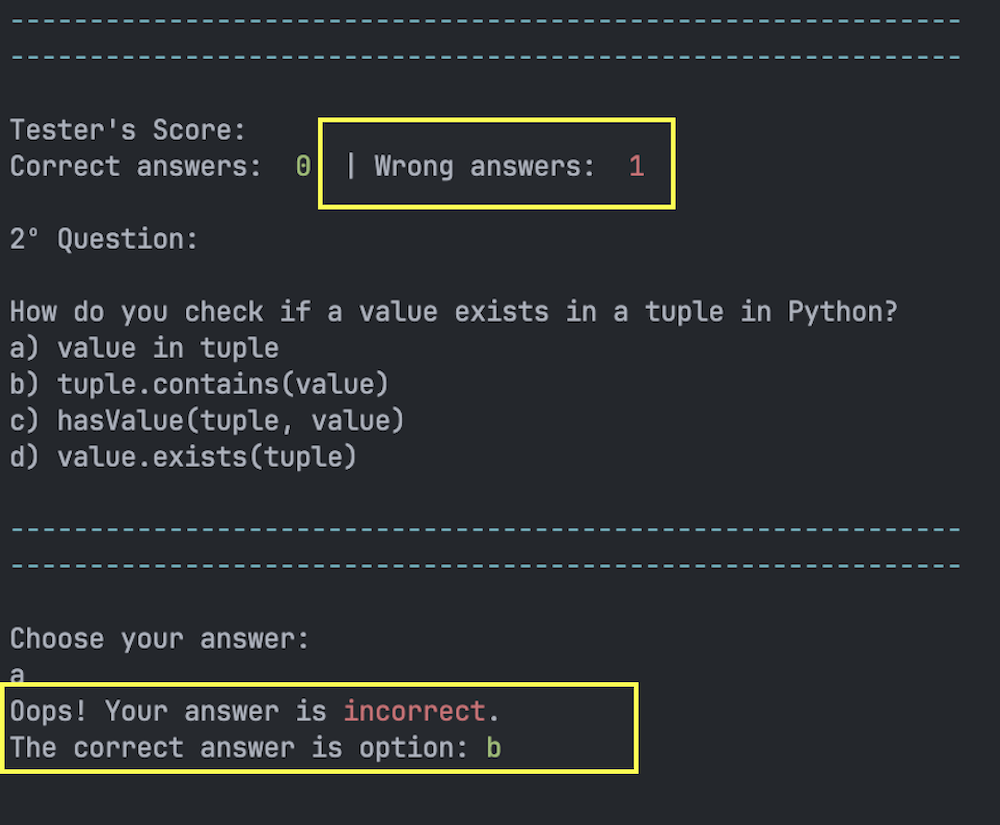 ------------------------------------------------------------
------------------------------------------------------------
Tester's Score:
Correct answers:  0  | Wrong answers:  1
2° Question:
How do you check if a value exists in a tuple in Python?
a) value in tuple
b) tuple.contains(value)
c) hasValue(tuple, value)
d) value.exists(tuple)
------------------------------------------------------------
------------------------------------------------------------
Choose your answer:
a
Oops! Your answer is incorrect.
The correct answer is option: b